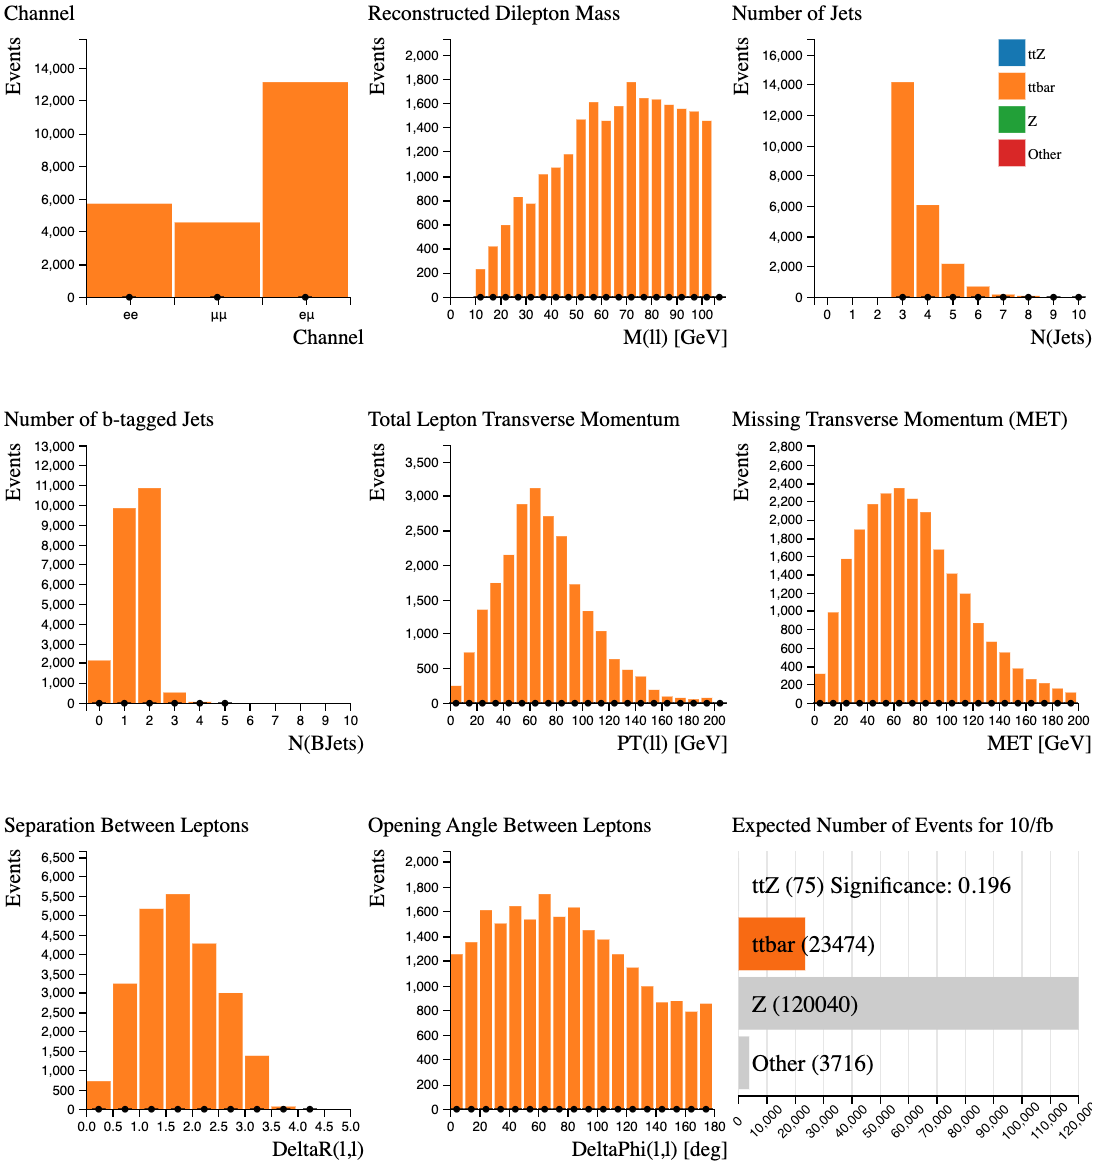 Channel
Events
14,000
12,000
10,000
8,000
6,000
4,000
2,000
0
ee μμ eμ
Channel
Reconstructed Dilepton Mass
Events
2,000
1,800
1,600
1,400
1,200
1,000
800
600
400
200
0
0 10 20 30 40 50 60 70 80 90 100
M(ll) [GeV]
Number of Jets
Events
16,000
14,000
12,000
10,000
8,000
6,000
4,000
2,000
0
0 1 2 3 4 5 6 7 8 9 10
N(Jets)
ttZ
ttbar
Z
Other
Number of b-tagged Jets
Events
13,000
12,000
11,000
10,000
9,000
8,000
7,000
6,000
5,000
4,000
3,000
2,000
1,000
0
0 1 2 3 4 5 6 7 8 9 10
N(BJets)
Total Lepton Transverse Momentum
Events
3,500
3,000
2,500
2,000
1,500
1,000
500
0
0 20 40 60 80 100 120 140 160 180 200
PT(ll) [GeV]
Missing Transverse Momentum (MET)
Events
2,800
2,600
2,400
2,200
2,000
1,800
1,600
1,400
1,200
1,000
800
600
400
200
0
0 20 40 60 80 100 120 140 160 180 200
MET [GeV]
Separation Between Leptons
Events
6,500
6,000
5,500
5,000
4,500
4,000
3,500
3,000
2,500
2,000
1,500
1,000
500
0
0.0 0.5 1.0 1.5 2.0 2.5 3.0 3.5 4.0 4.5 5.0
DeltaR(l,l)
Opening Angle Between Leptons
Events
2,000
1,800
1,600
1,400
1,200
1,000
800
600
400
200
0
0 20 40 60 80 100 120 140 160 180
DeltaPhi(l,l) [deg]
Expected Number of Events for 10/fb
ttZ (75) Significance: 0.196
ttbar (23474)
Z (120040)
Other (3716)
0 10,000 20,000 30,000 40,000 50,000 60,000 70,000 80,000 90,000 100,000 110,000 120,000